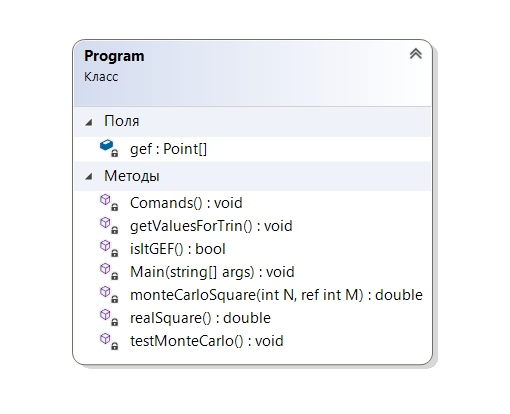 Program
Класс
Поля
gef : Point[]
Методы
Comands() : void
getValuesForTrin() : void
isItGEF() : bool
Main(string[] args) : void
monteCarloSquare(int N, ref int M) : double
realSquare() : double
testMonteCarlo() : void